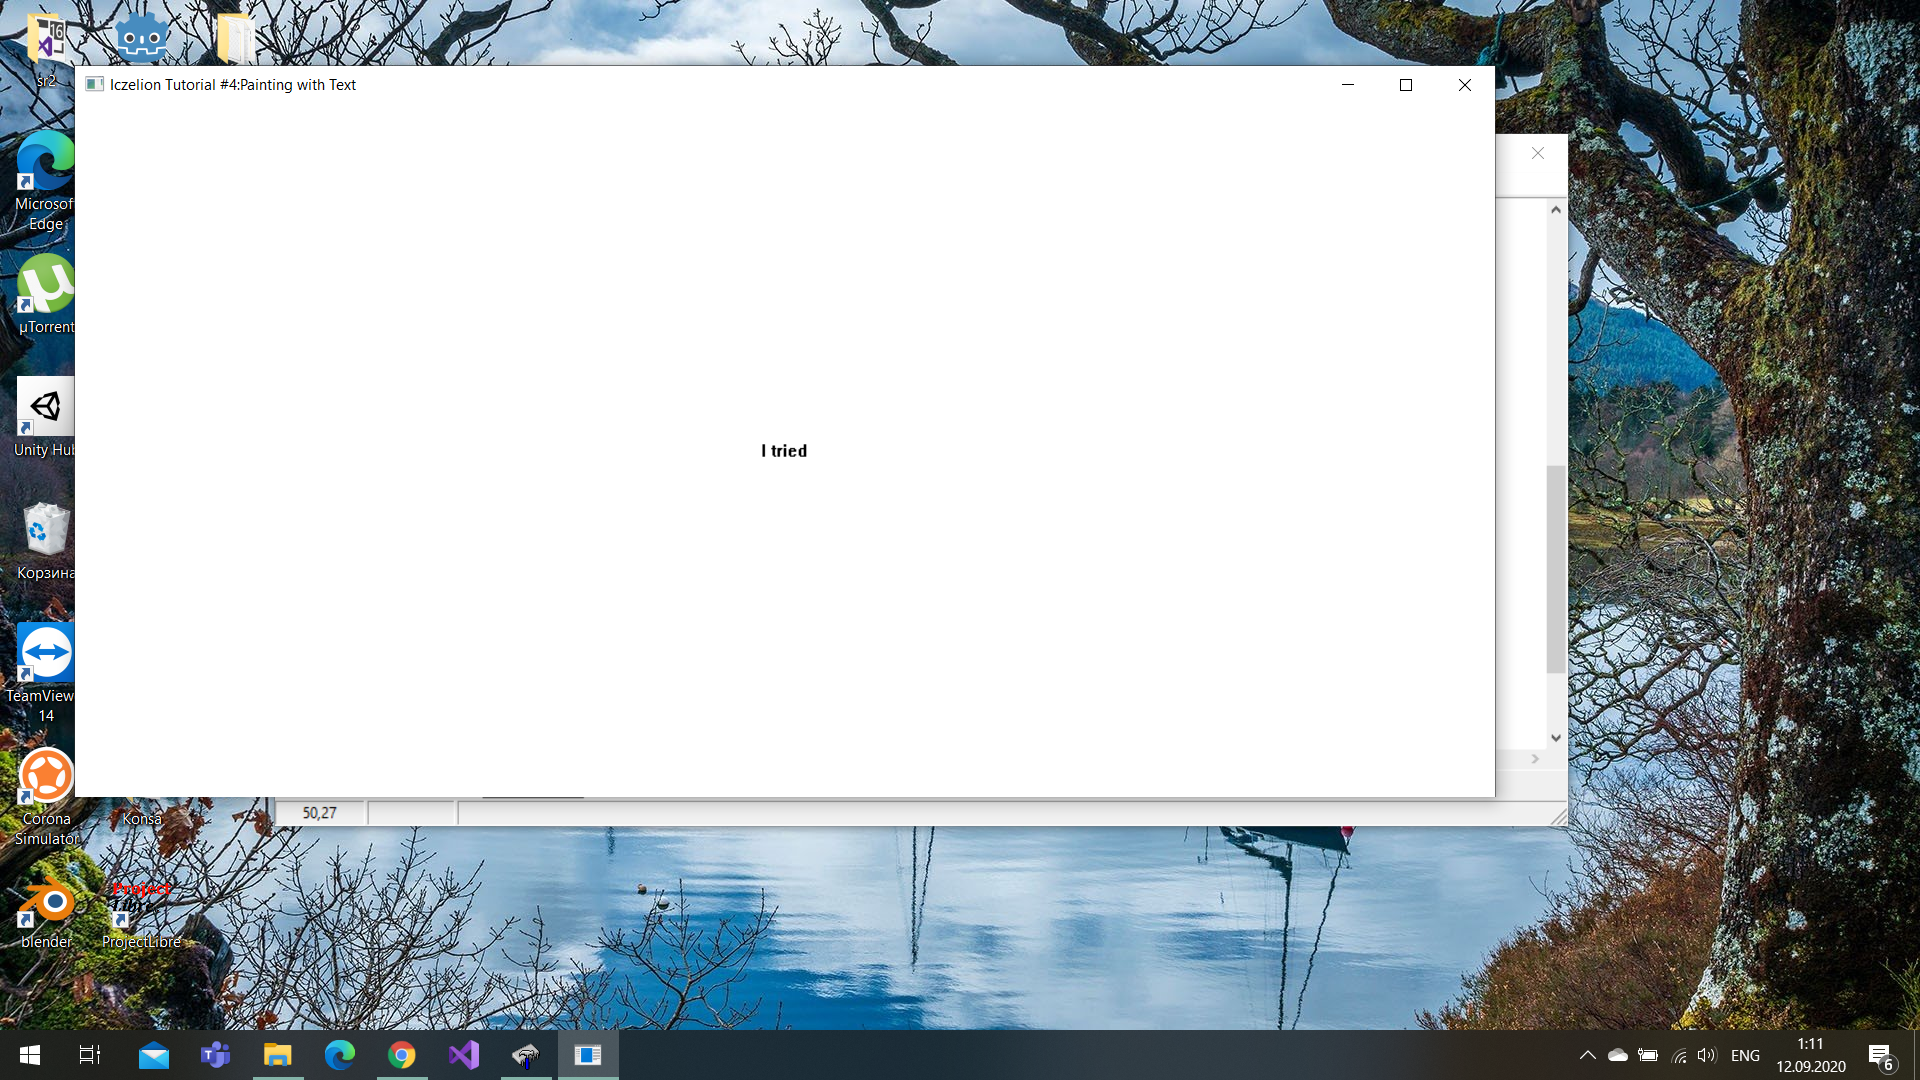 sr2
Iczelion Tutorial #4:Painting with Text
Microsof
Edge
µTorrent
Unity Hub
I tried
Корзина
TeamView
14
Corona
Simulator
Konsa
50,27
Project
Libre
blender
ProjectLibre
ENG
1:11
12.09.2020
6